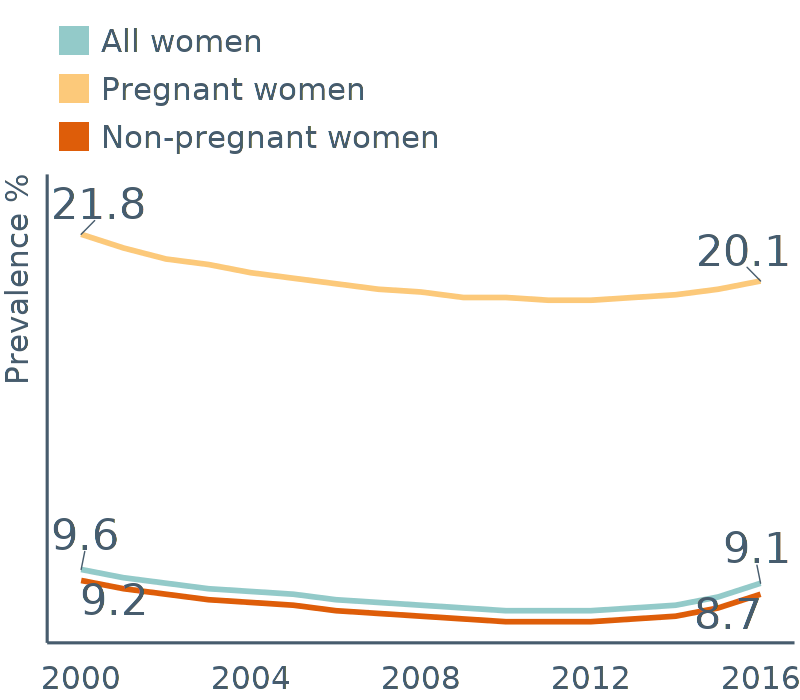 All women
Pregnant women
Non-pregnant women
Prevalence %
21.8
20.1
9.6
9.2
9.1
8.7
2000 2004 2008 2012 2016